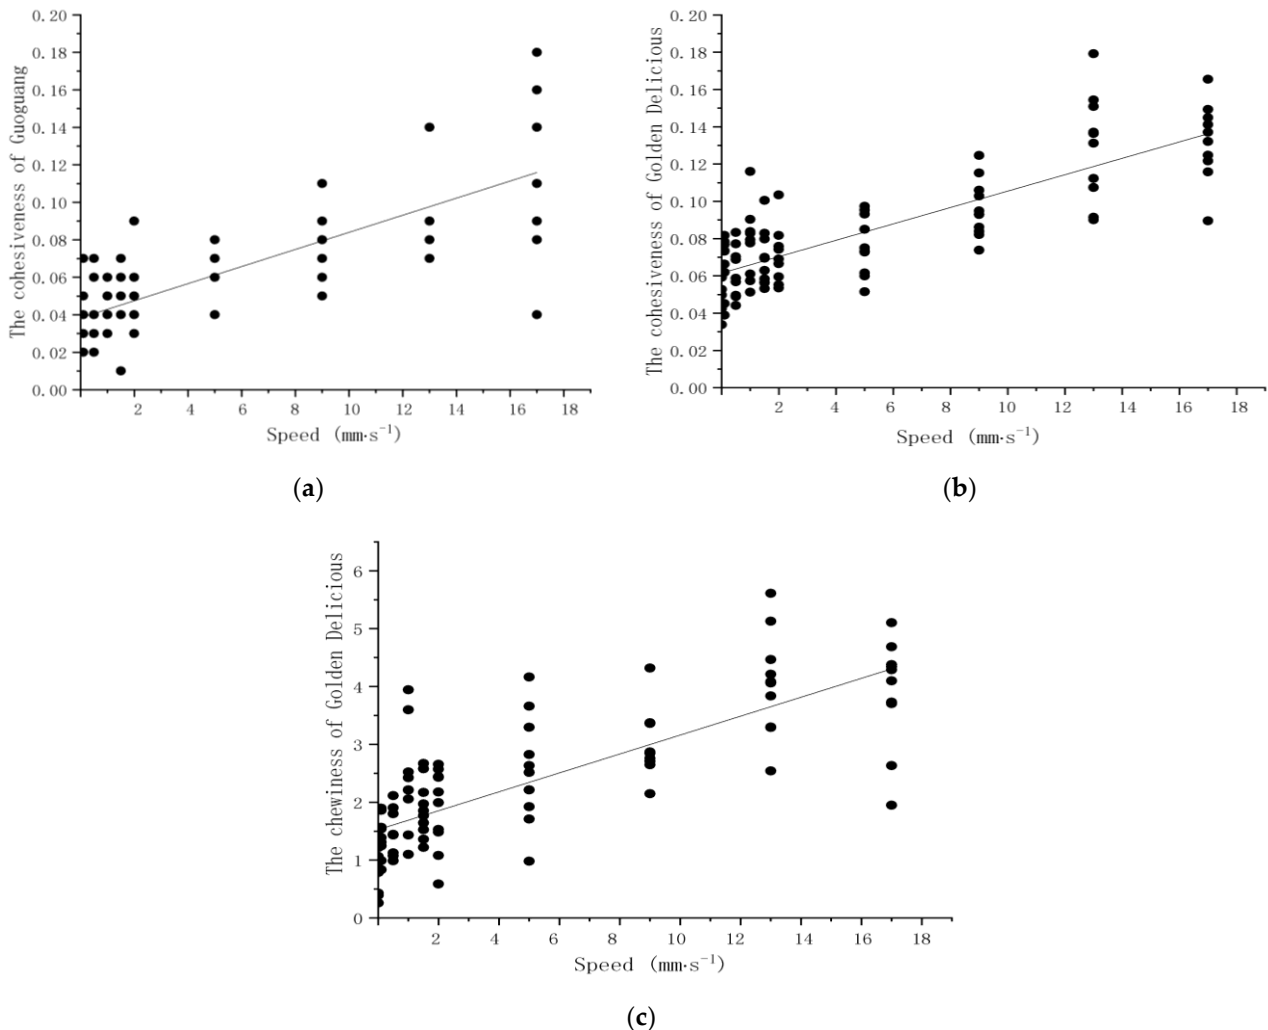 The cohesiveness of Guoguang
0.20
0.18
0.16
0.14
0.12
0.10
0.08
0.06
0.04
0.02
0.00
2 4 6 8 10 12 14 16 18
Speed (mm·s⁻¹)
(a)
The cohesiveness of Golden Delicious
0.20
0.18
0.16
0.14
0.12
0.10
0.08
0.06
0.04
0.02
0.00
2 4 6 8 10 12 14 16 18
Speed (mm·s⁻¹)
(b)
The chewiness of Golden Delicious
6
5
4
3
2
1
0
2 4 6 8 10 12 14 16 18
Speed (mm·s⁻¹)
(c)